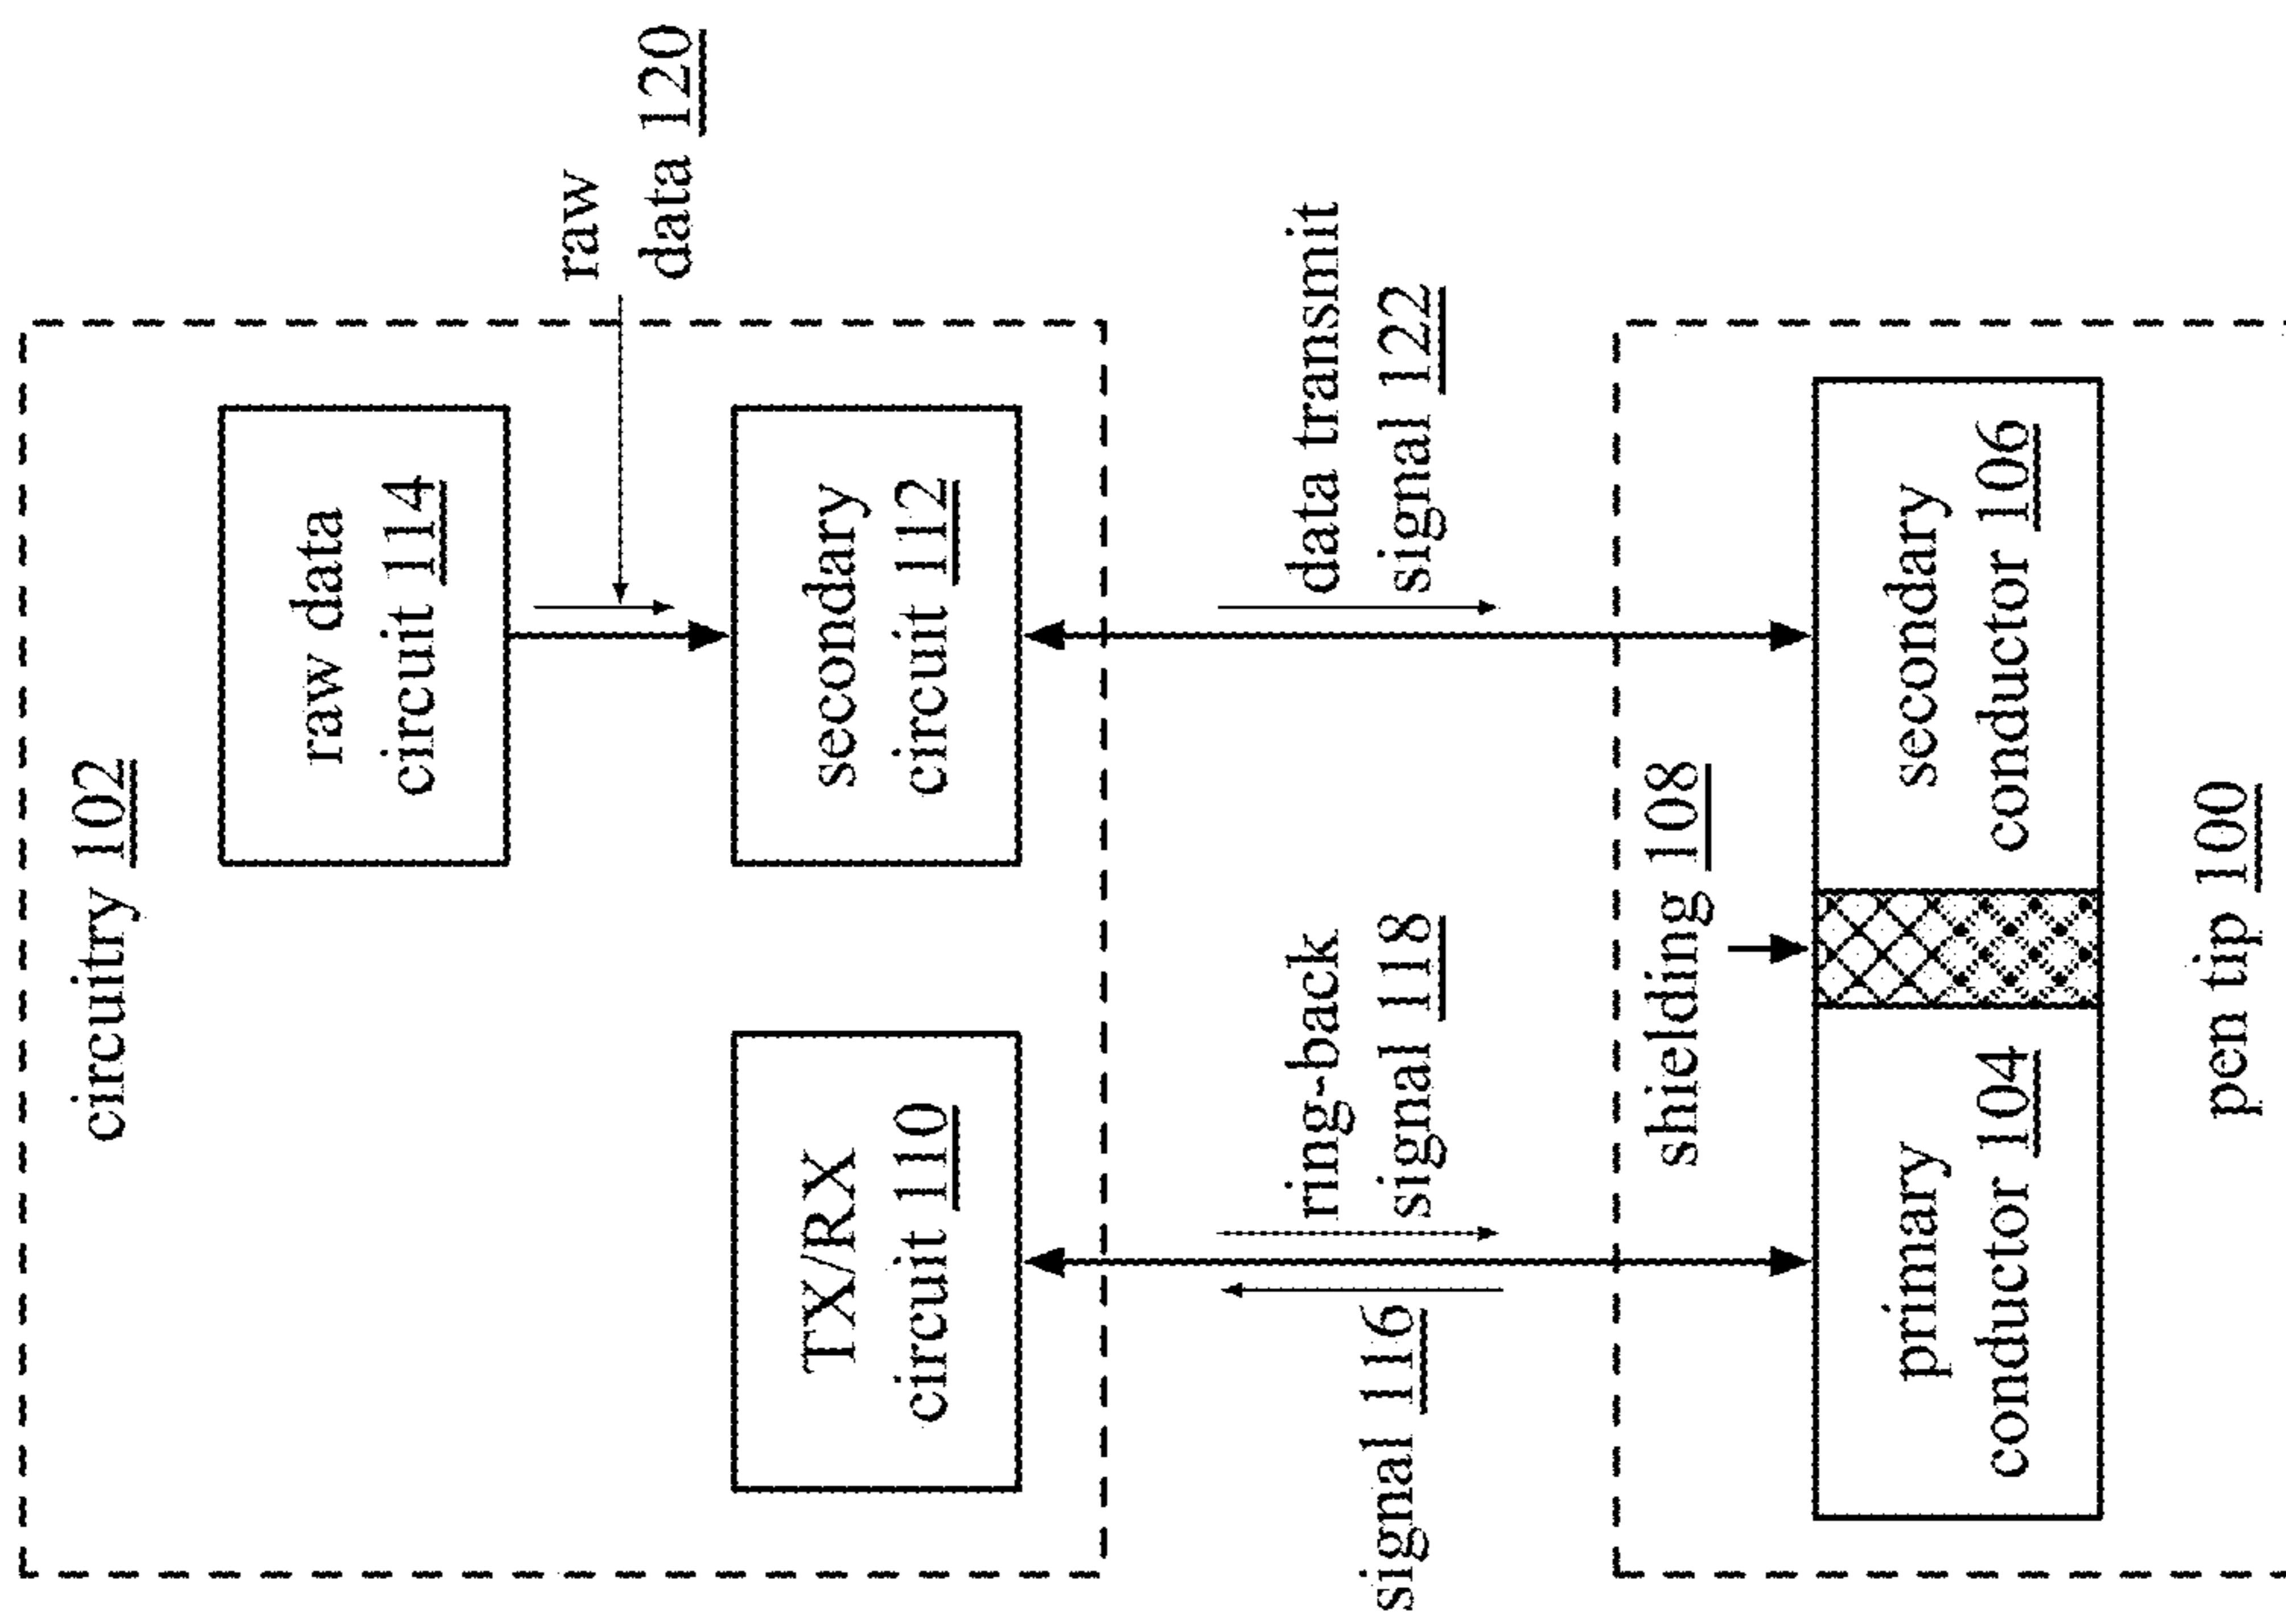 circuitry 102
raw data
circuit 114
raw
data 120
TX/RX
circuit 110
secondary
circuit 112
signal 116
ring-back
signal 118
data transmit
signal 122
shielding 108
primary
conductor 104
secondary
conductor 106
pen tip 100